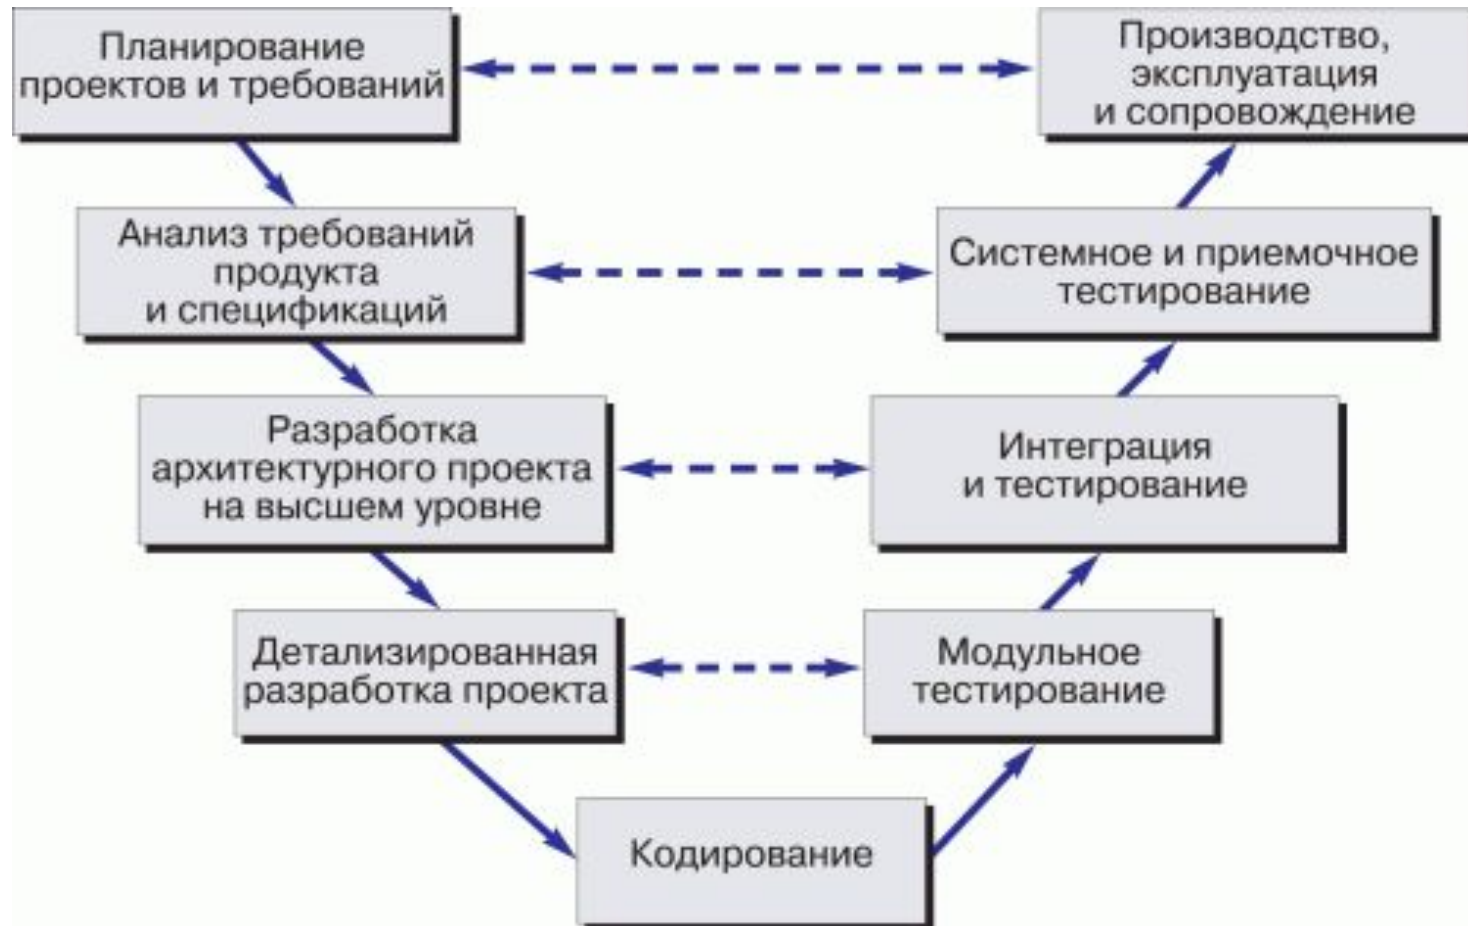 Планирование
проектов и требований
Производство,
эксплуатация
и сопровождение
Анализ требований
продукта
и спецификаций
Системное и приемочное
тестирование
Разработка
архитектурного проекта
на высшем уровне
Интеграция
и тестирование
Детализированная
разработка проекта
Модульное
тестирование
Кодирование